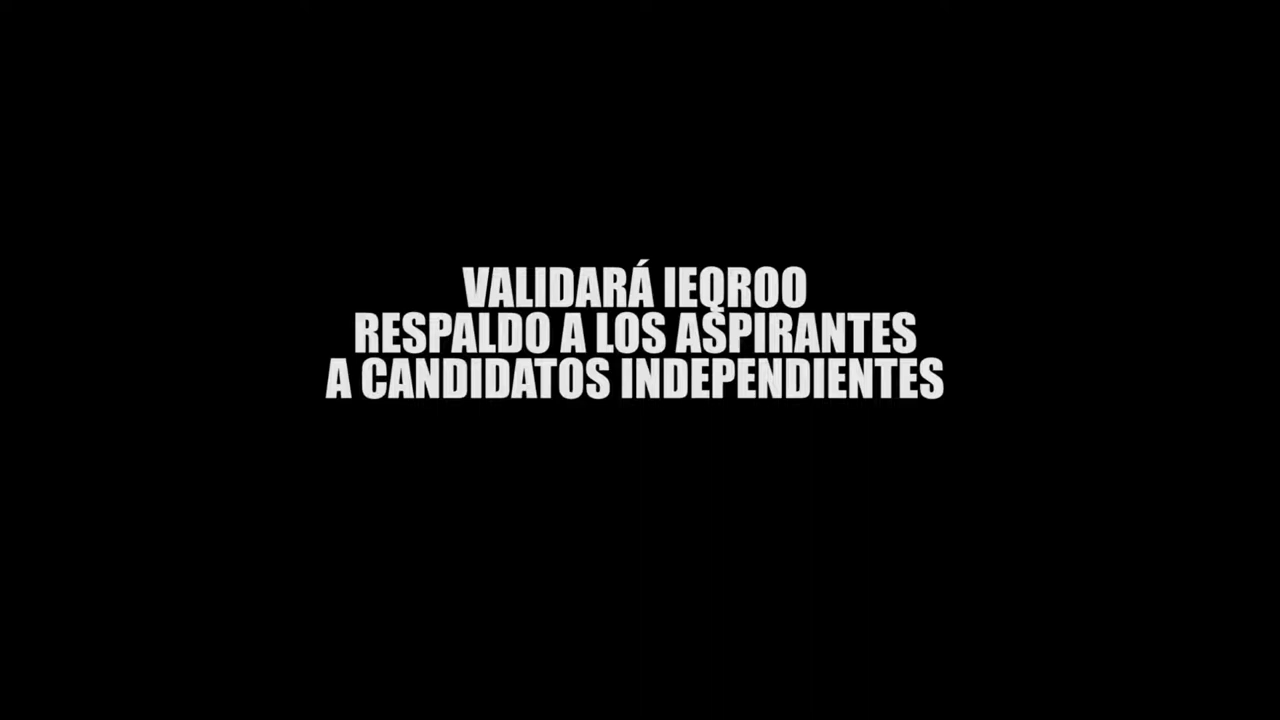 VALIDARÁ IEQROO
RESPALDO A LOS ASPIRANTES
A CANDIDATOS INDEPENDIENTES